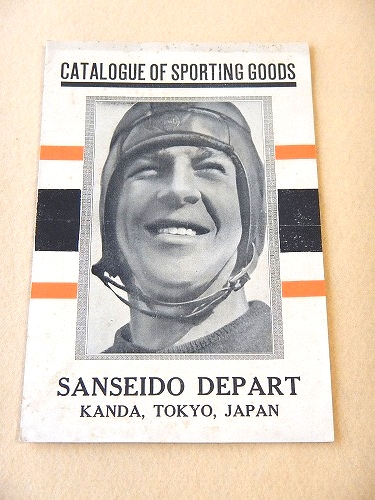 CATALOGUE OF SPORTING GOODS
SANSEIDO DEPART
KANDA, TOKYO, JAPAN